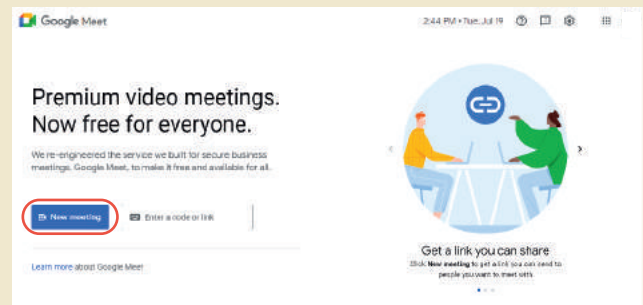 Google Meet
2:44 PM • Tue, Jul 19
Premium video meetings.
Now free for everyone.
We re-engineered the service we built for secure business
meetings, Google Meet, to make it free and available for all.
New meeting
Enter a code or link
Learn more about Google Meet
Get a link you can share
Click New meeting to get a link you can send to
people you want to meet with